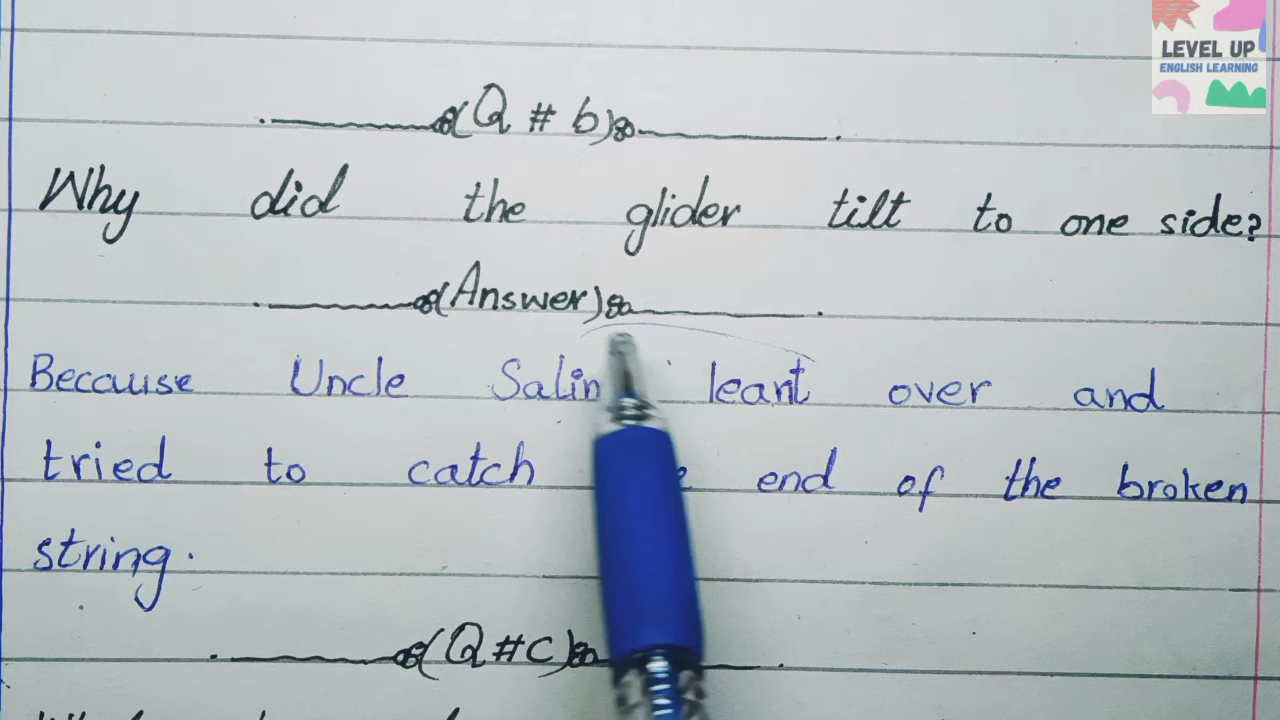 LEVEL UP
ENGLISH LEARNING
(Q # b)
Why did the glider tilt to one side?
(Answer)
Because Uncle leant over and
tried to catch end of the broken
string.
(Q # c)